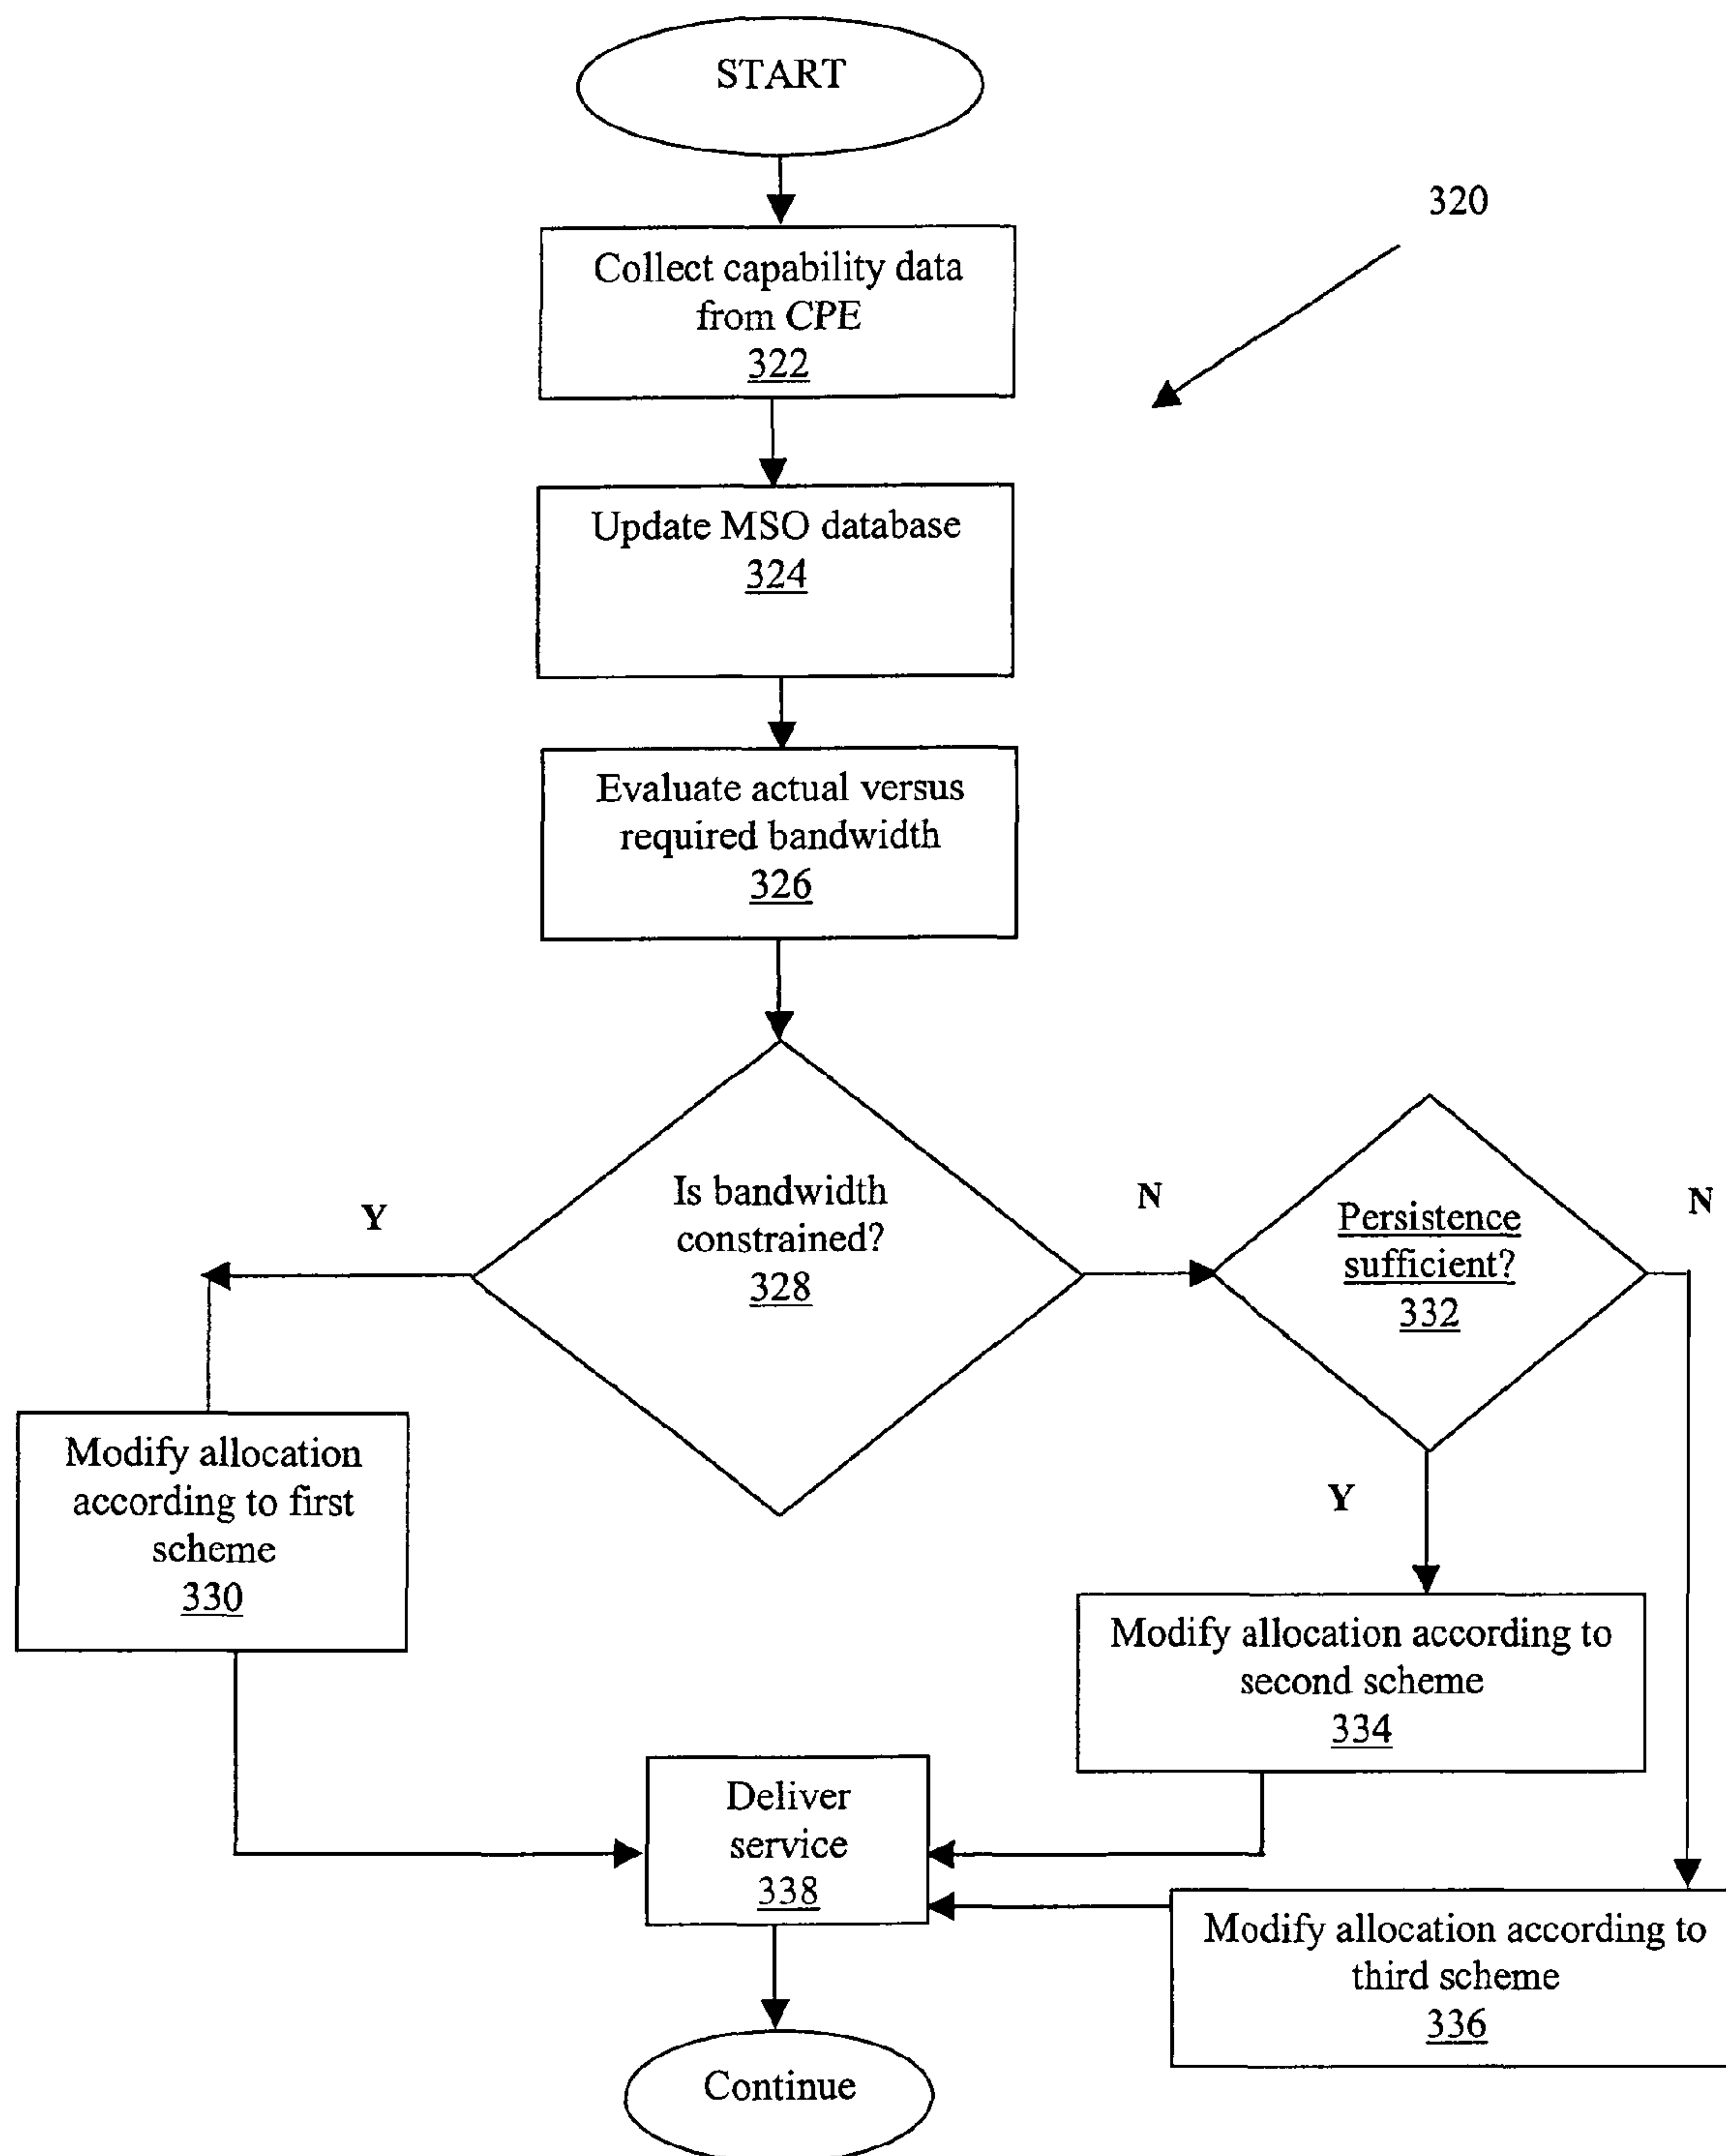 START
320
Collect capability data
from CPE
322
Update MSO database
324
Evaluate actual versus
required bandwidth
326
Is bandwidth
constrained?
328
Y
N
Persistence
sufficient?
332
N
Y
Modify allocation
according to first
scheme
330
Modify allocation according to
second scheme
334
Deliver
service
338
Modify allocation according to
third scheme
336
Continue